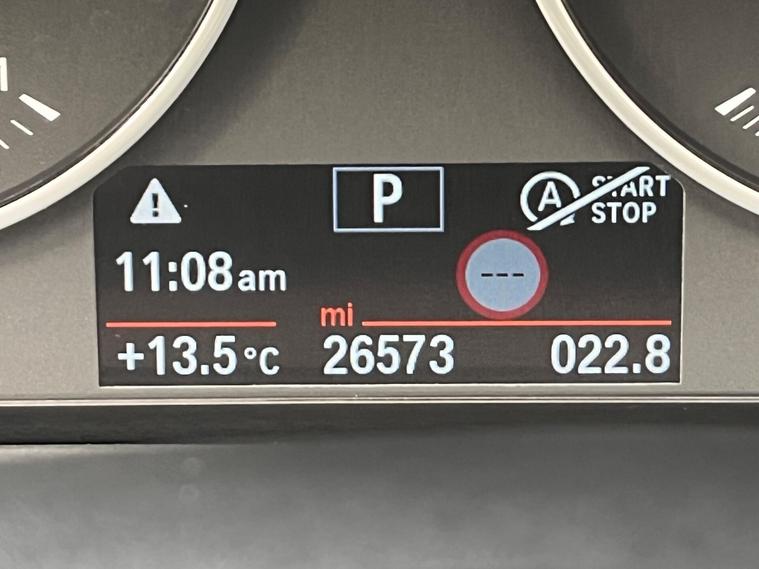 P
A START
STOP
11:08am
---
mi
+13.5°C 26573 022.8